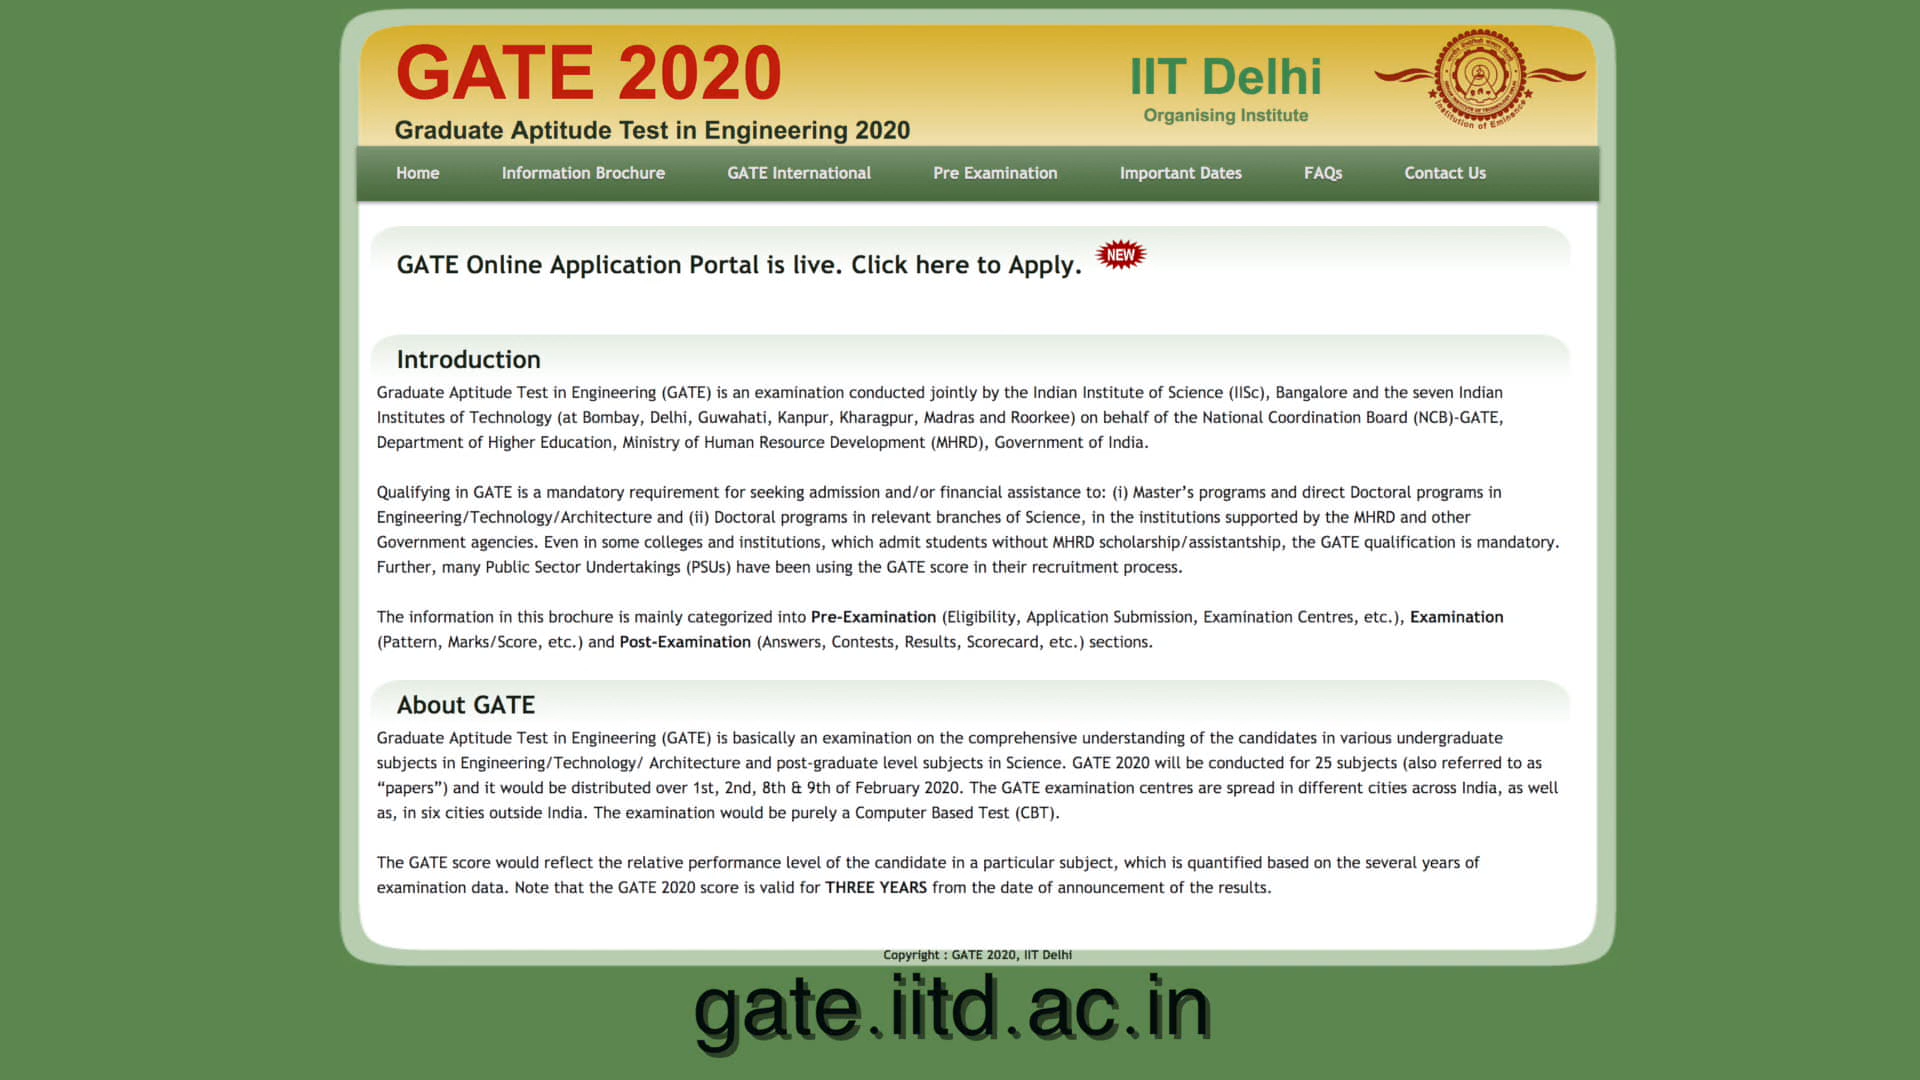 GATE 2020
Graduate Aptitude Test in Engineering 2020
IIT Delhi
Organising Institute
Institution of Eminence
Home Information Brochure GATE International Pre Examination Important Dates FAQs Contact Us
GATE Online Application Portal is live. Click here to Apply. NEW
Introduction
Graduate Aptitude Test in Engineering (GATE) is an examination conducted jointly by the Indian Institute of Science (IISc), Bangalore and the seven Indian
Institutes of Technology (at Bombay, Delhi, Guwahati, Kanpur, Kharagpur, Madras and Roorkee) on behalf of the National Coordination Board (NCB)-GATE,
Department of Higher Education, Ministry of Human Resource Development (MHRD), Government of India.
Qualifying in GATE is a mandatory requirement for seeking admission and/or financial assistance to: (i) Master's programs and direct Doctoral programs in
Engineering/Technology/Architecture and (ii) Doctoral programs in relevant branches of Science, in the institutions supported by the MHRD and other
Government agencies. Even in some colleges and institutions, which admit students without MHRD scholarship/assistantship, the GATE qualification is mandatory.
Further, many Public Sector Undertakings (PSUs) have been using the GATE score in their recruitment process.
The information in this brochure is mainly categorized into Pre-Examination (Eligibility, Application Submission, Examination Centres, etc.), Examination
(Pattern, Marks/Score, etc.) and Post-Examination (Answers, Contests, Results, Scorecard, etc.) sections.
About GATE
Graduate Aptitude Test in Engineering (GATE) is basically an examination on the comprehensive understanding of the candidates in various undergraduate
subjects in Engineering/Technology/ Architecture and post-graduate level subjects in Science. GATE 2020 will be conducted for 25 subjects (also referred to as
“papers”) and it would be distributed over 1st, 2nd, 8th & 9th of February 2020. The GATE examination centres are spread in different cities across India, as well
as, in six cities outside India. The examination would be purely a Computer Based Test (CBT).
The GATE score would reflect the relative performance level of the candidate in a particular subject, which is quantified based on the several years of
examination data. Note that the GATE 2020 score is valid for THREE YEARS from the date of announcement of the results.
Copyright : GATE 2020, IIT Delhi
gate.iitd.ac.in